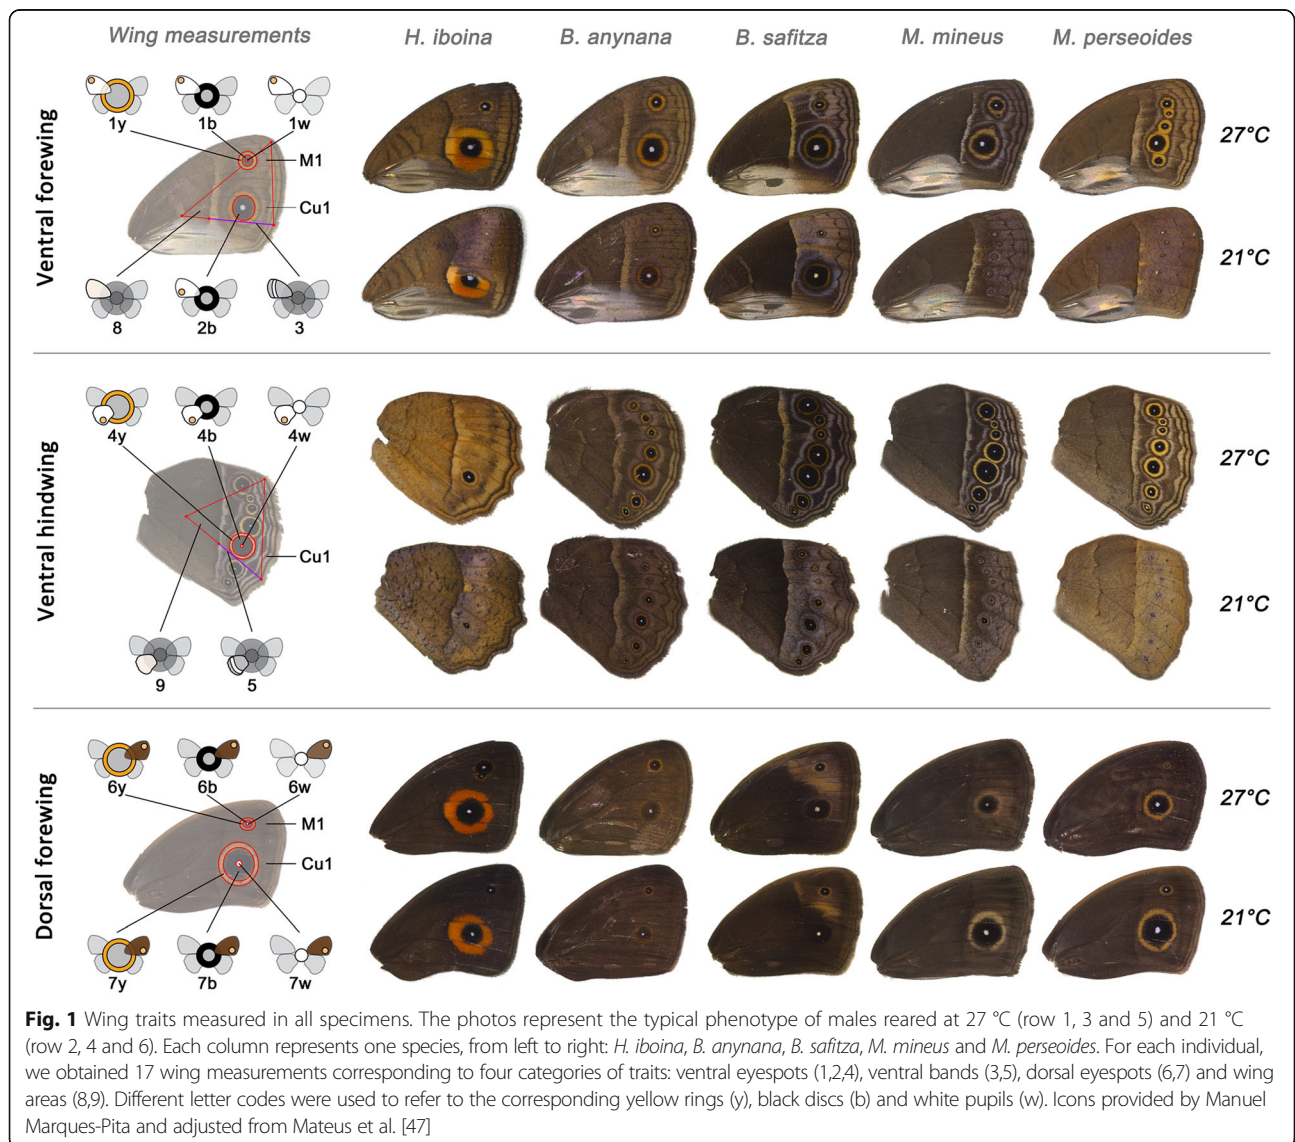 Wing measurements H. iboina B. anynana B. safitza M. mineus M. perseoides
Ventral forewing
1y 1b 1w
M1
Cu1
8 2b 3
27°C
21°C
Ventral hindwing
4y 4b 4w
Cu1
9 5
27°C
21°C
Dorsal forewing
6y 6b 6w
M1
Cu1
7y 7b 7w
27°C
21°C
Fig. 1 Wing traits measured in all specimens. The photos represent the typical phenotype of males reared at 27 °C (row 1, 3 and 5) and 21 °C
(row 2, 4 and 6). Each column represents one species, from left to right: H. iboina, B. anynana, B. safitza, M. mineus and M. perseoides. For each individual,
we obtained 17 wing measurements corresponding to four categories of traits: ventral eyespots (1,2,4), ventral bands (3,5), dorsal eyespots (6,7) and wing
areas (8,9). Different letter codes were used to refer to the corresponding yellow rings (y), black discs (b) and white pupils (w). Icons provided by Manuel
Marques-Pita and adjusted from Mateus et al. [47]